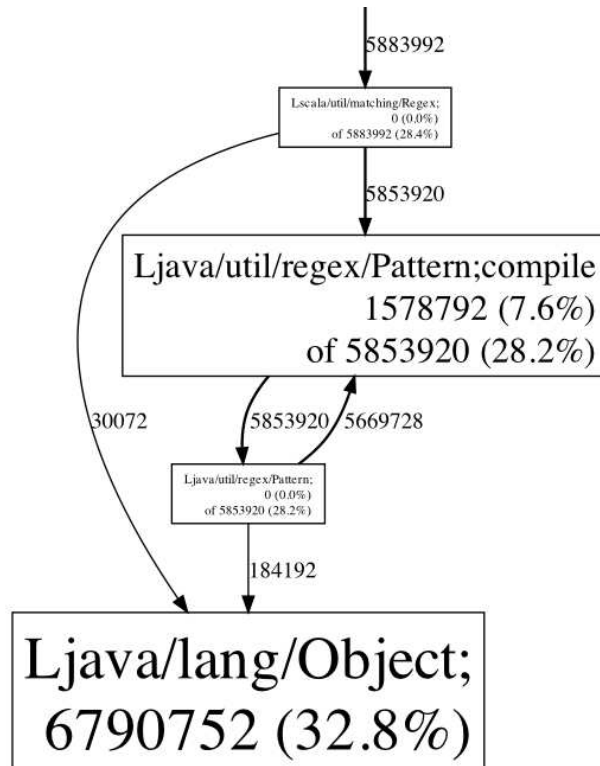 5883992
Lscala/util/matching/Regex;
0 (0.0%)
of 5883992 (28.4%)
5853920
Ljava/util/regex/Pattern;compile
1578792 (7.6%)
of 5853920 (28.2%)
30072
5853920
5669728
Ljava/util/regex/Pattern;
0 (0.0%)
of 5853920 (28.2%)
184192
Ljava/lang/Object;
6790752 (32.8%)